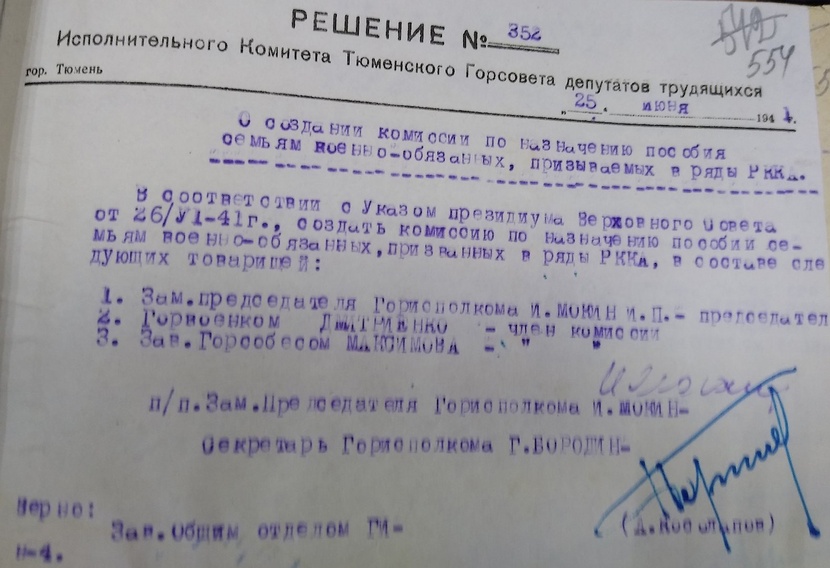 РЕШЕНИЕ № 352
554
Исполнительного Комитета Тюменского Горсовета депутатов трудящихся
гор. Тюмень
„25. июня 1941.
О создании комиссии по назначению пособия
семьям военно-обязанных, призываемых в ряды РККА.
В соответствии с Указом президиума Верховного Совета
от 26/У1-41г., создать комиссию по назначению пособии се-
мьям военно-обязанных, призванных в ряды РККА, в составе сле
дующих товарищей:
1. Зам.председателя Горисполкома И.МОКИН И.П.- председател
2. Горвоенком ДМИТРИЕНКО - член комиссии
3. Зав.Горсобесом МАКСИМОВА - " "
п/п.Зам.Председателя Горисполкома И.МОКИН-
Секретарь Горисполкома Г.БОРОДИН-
Верно:
Зав.Общим отделом ГИ-
(А.Косолапов)
н-4.